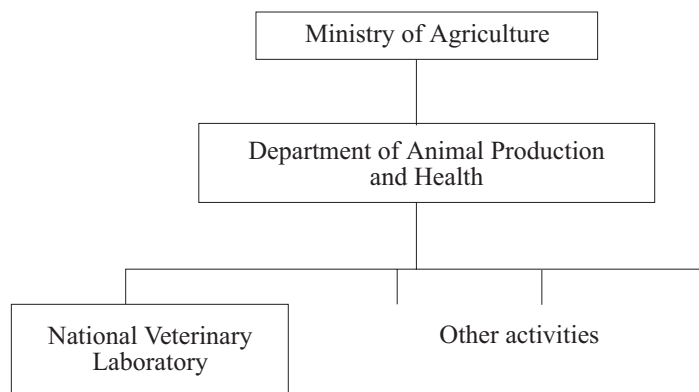 Ministry of Agriculture
Department of Animal Production
and Health
National Veterinary
Laboratory
Other activities